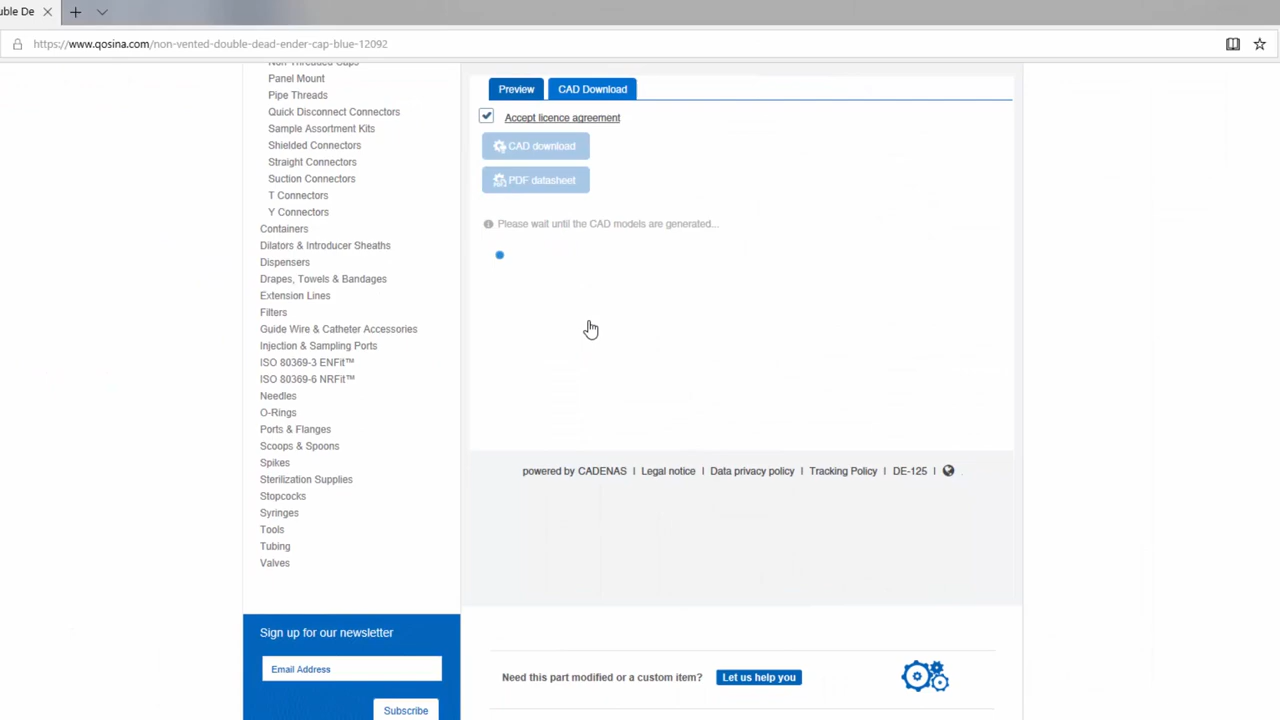 uble De
https://www.qosina.com/non-vented-double-dead-ender-cap-blue-12092
Non-Threaded Caps
Panel Mount
Pipe Threads
Quick Disconnect Connectors
Sample Assortment Kits
Shielded Connectors
Straight Connectors
Suction Connectors
T Connectors
Y Connectors
Containers
Dilators & Introducer Sheaths
Dispensers
Drapes, Towels & Bandages
Extension Lines
Filters
Guide Wire & Catheter Accessories
Injection & Sampling Ports
ISO 80369-3 ENFit™
ISO 80369-6 NRFit™
Needles
O-Rings
Ports & Flanges
Scoops & Spoons
Spikes
Sterilization Supplies
Stopcocks
Syringes
Tools
Tubing
Valves
Sign up for our newsletter
Email Address
Subscribe
Preview
CAD Download
Accept licence agreement
CAD download
PDF datasheet
Please wait until the CAD models are generated...
powered by CADENAS | Legal notice | Data privacy policy | Tracking Policy | DE-125 |
Need this part modified or a custom item? Let us help you